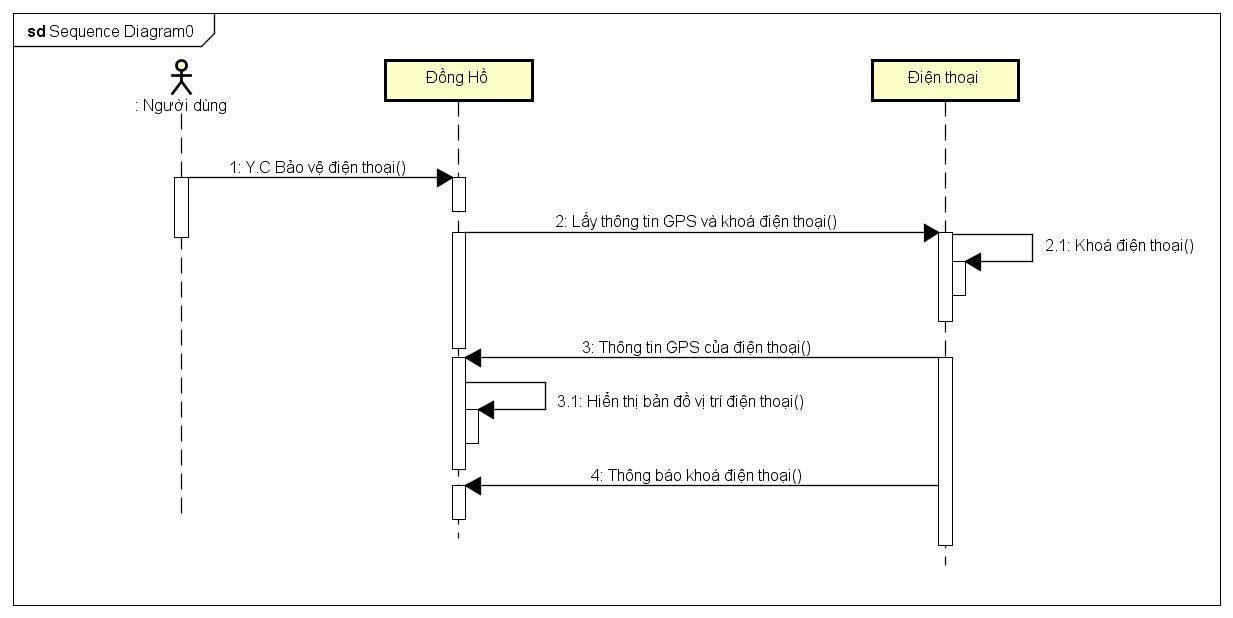 sd Sequence Diagram0
: Người dùng
Đồng Hồ
Điện thoại
1: Y.C Bảo vệ điện thoại()
2: Lấy thông tin GPS và khoá điện thoại()
2.1: Khoá điện thoại()
3: Thông tin GPS của điện thoại()
3.1: Hiển thị bản đồ vị trí điện thoại()
4: Thông báo khoá điện thoại()